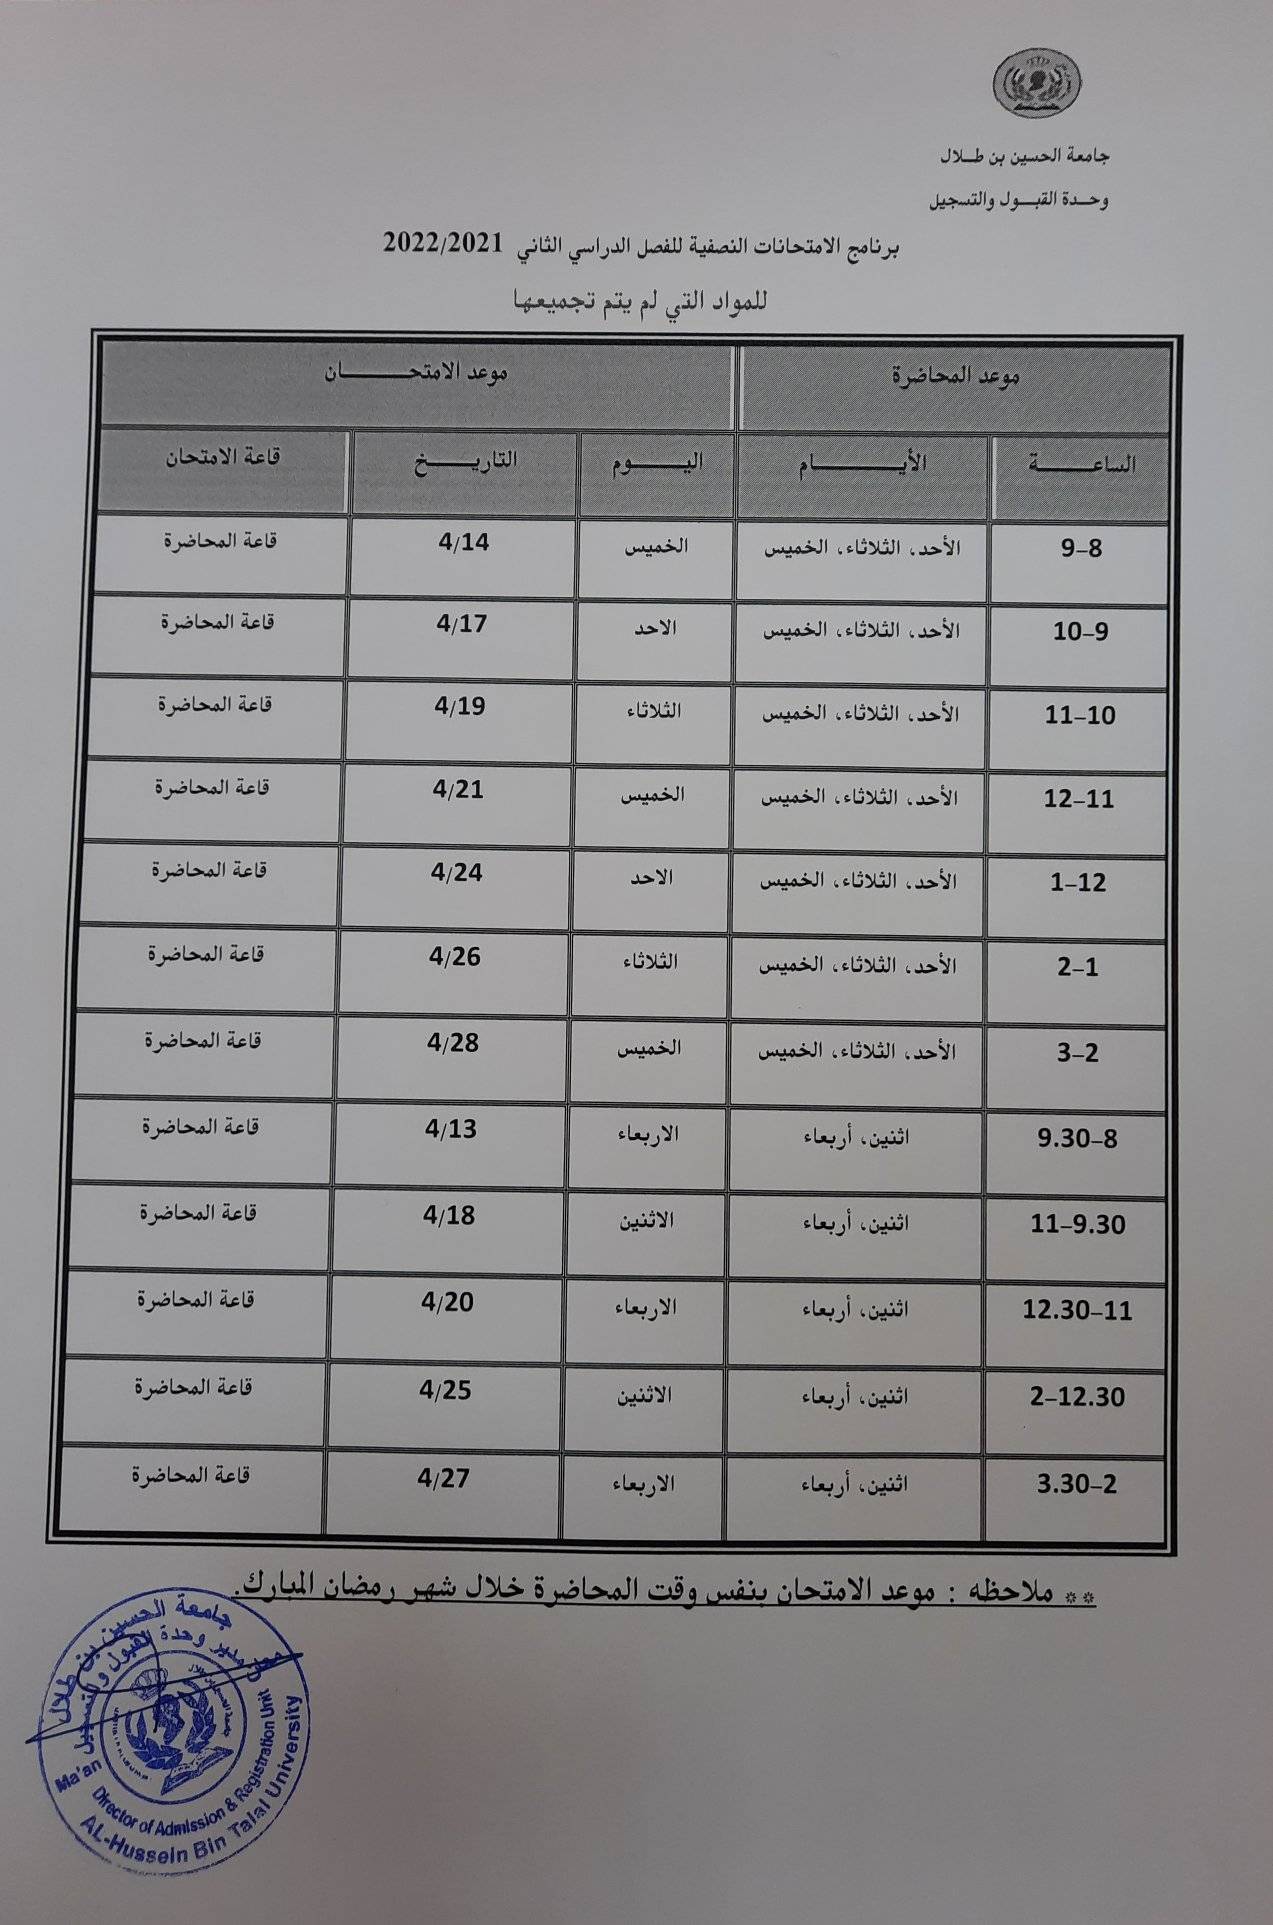 جامعة الحسين بن طلال
وحدة القبول والتسجيل
برنامج الامتحانات النصفية للفصل الدراسي الثاني 2022/2021
للمواد التي لم يتم تجميعها
موعد المحاضرة موعد الامتحان
الساعة الأيام اليوم التاريخ قاعة الامتحان
9–8 الأحد، الثلاثاء، الخميس الخميس 4/14 قاعة المحاضرة
10–9 الأحد، الثلاثاء، الخميس الاحد 4/17 قاعة المحاضرة
11–10 الأحد، الثلاثاء، الخميس الثلاثاء 4/19 قاعة المحاضرة
12–11 الأحد، الثلاثاء، الخميس الخميس 4/21 قاعة المحاضرة
1–12 الأحد، الثلاثاء، الخميس الاحد 4/24 قاعة المحاضرة
2–1 الأحد، الثلاثاء، الخميس الثلاثاء 4/26 قاعة المحاضرة
3–2 الأحد، الثلاثاء، الخميس الخميس 4/28 قاعة المحاضرة
9.30–8 اثنين، أربعاء الاربعاء 4/13 قاعة المحاضرة
11–9.30 اثنين، أربعاء الاثنين 4/18 قاعة المحاضرة
12.30–11 اثنين، أربعاء الاربعاء 4/20 قاعة المحاضرة
2–12.30 اثنين، أربعاء الاثنين 4/25 قاعة المحاضرة
3.30–2 اثنين، أربعاء الاربعاء 4/27 قاعة المحاضرة
** ملاحظه : موعد الامتحان بنفس وقت المحاضرة خلال شهر رمضان المبارك.
جامعة الحسين بن طلال
مدير وحدة القبول والتسجيل
Ma'an
Director of Admission & Registration Unit
AL-Hussein Bin Talal University